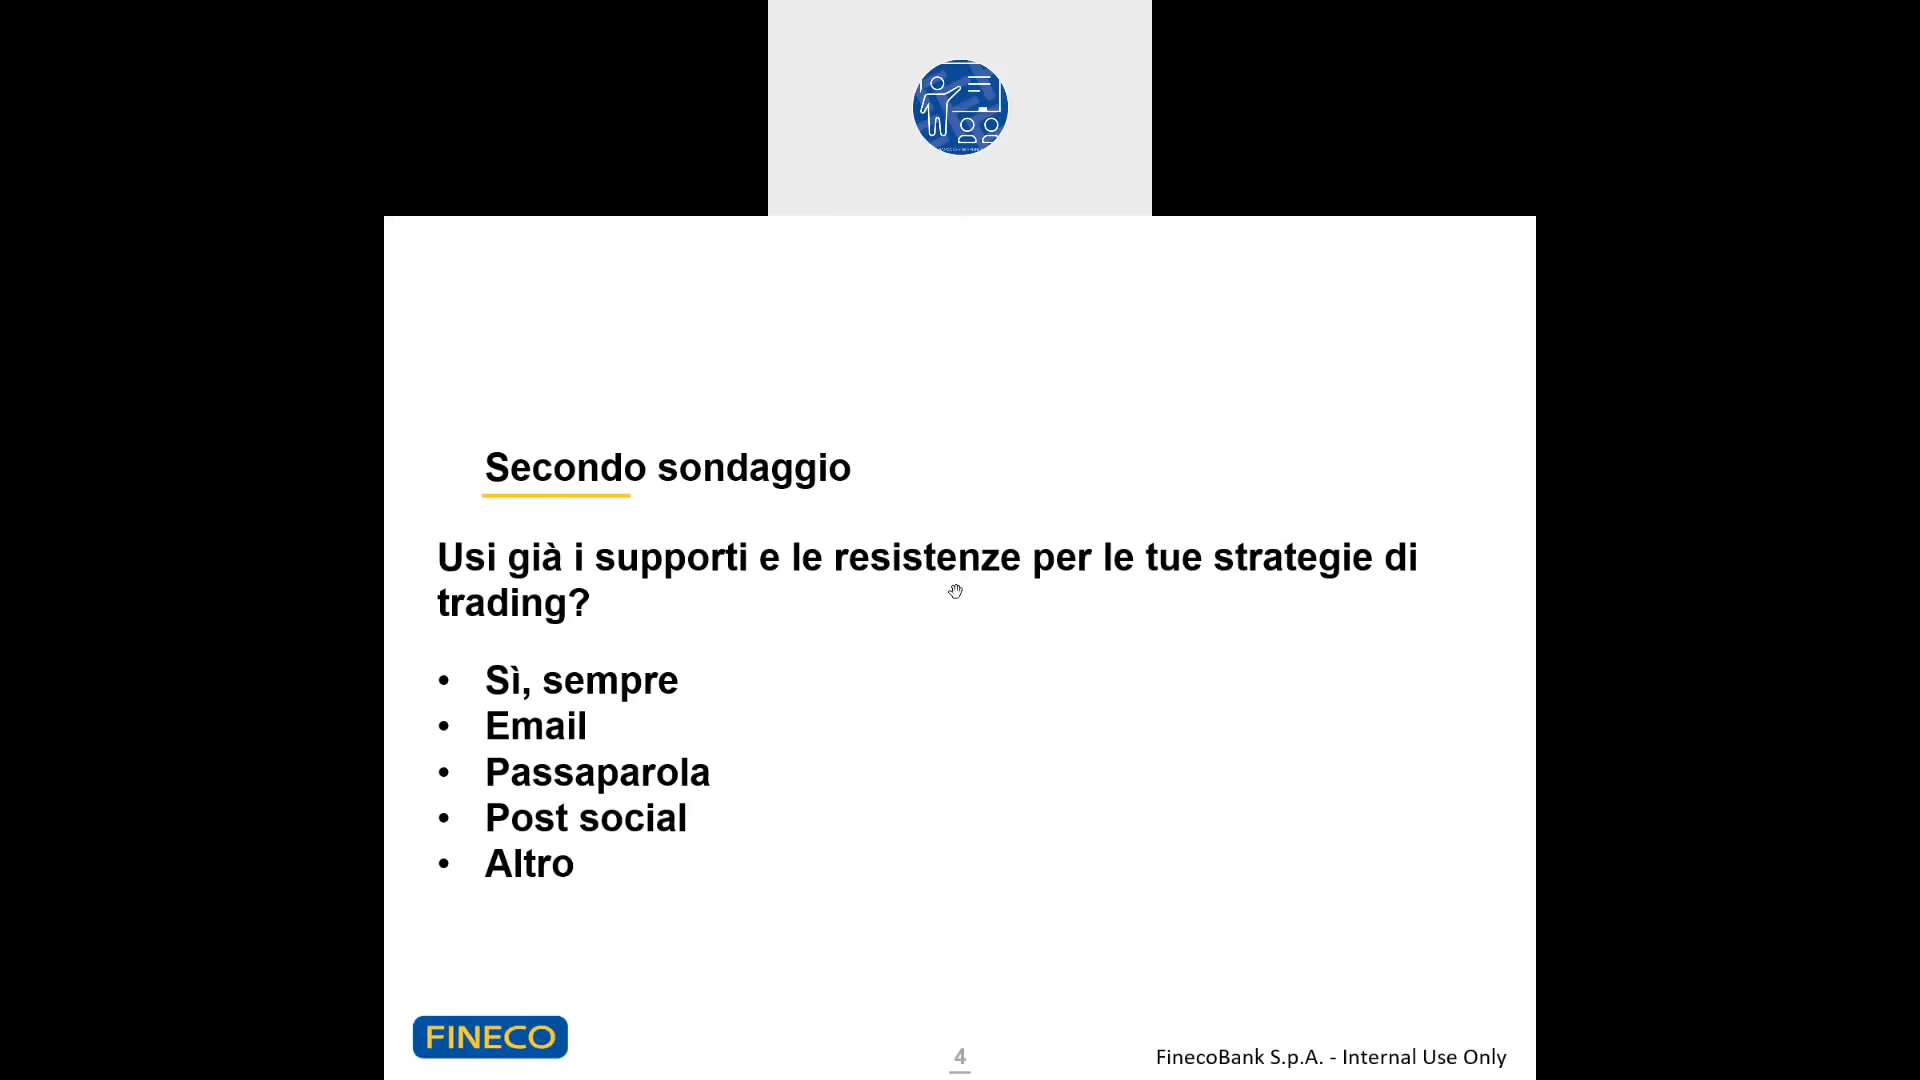 Secondo sondaggio
Usi già i supporti e le resistenze per le tue strategie di
trading?
• Sì, sempre
• Email
• Passaparola
• Post social
• Altro
FINECO
4
FinecoBank S.p.A. - Internal Use Only